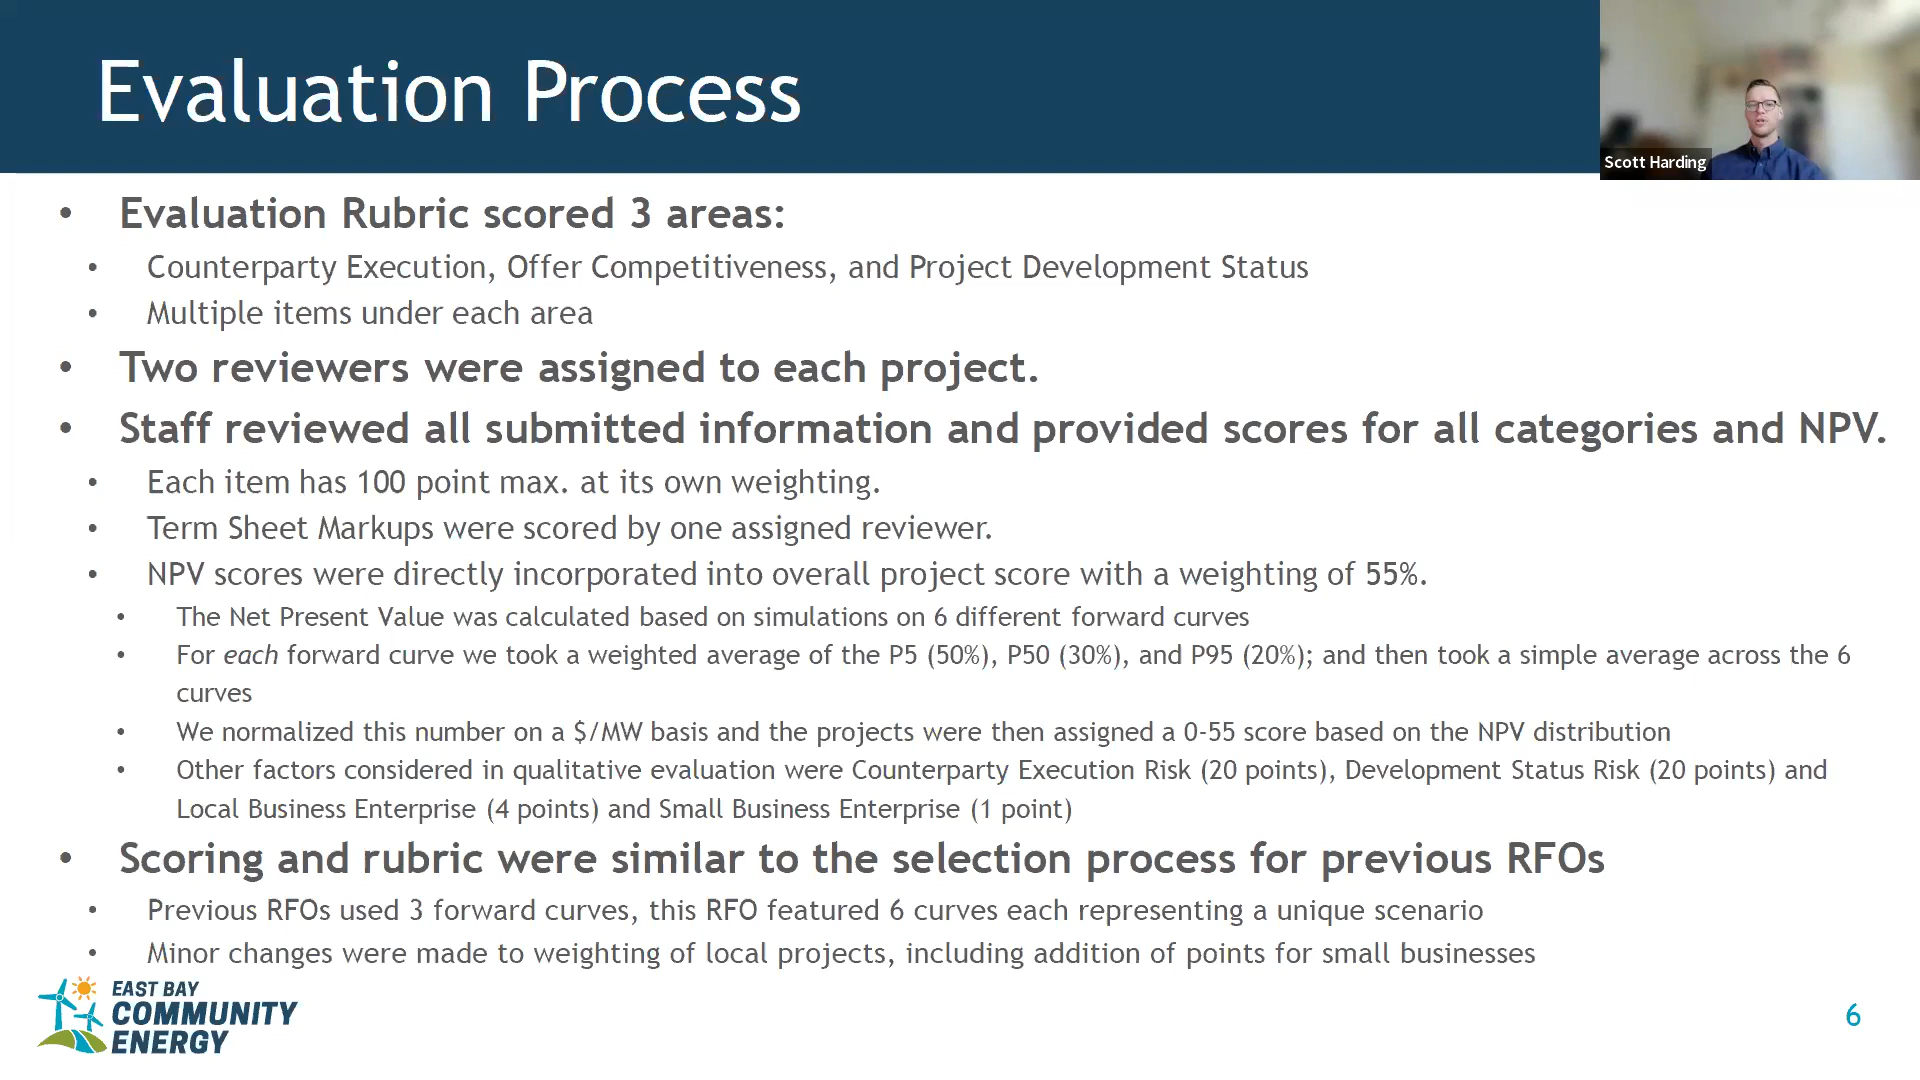 Evaluation Process
Scott Harding
• Evaluation Rubric scored 3 areas:
• Counterparty Execution, Offer Competitiveness, and Project Development Status
• Multiple items under each area
• Two reviewers were assigned to each project.
• Staff reviewed all submitted information and provided scores for all categories and NPV.
• Each item has 100 point max. at its own weighting.
• Term Sheet Markups were scored by one assigned reviewer.
• NPV scores were directly incorporated into overall project score with a weighting of 55%.
• The Net Present Value was calculated based on simulations on 6 different forward curves
• For each forward curve we took a weighted average of the P5 (50%), P50 (30%), and P95 (20%); and then took a simple average across the 6
curves
• We normalized this number on a $/MW basis and the projects were then assigned a 0-55 score based on the NPV distribution
• Other factors considered in qualitative evaluation were Counterparty Execution Risk (20 points), Development Status Risk (20 points) and
Local Business Enterprise (4 points) and Small Business Enterprise (1 point)
• Scoring and rubric were similar to the selection process for previous RFOs
• Previous RFOs used 3 forward curves, this RFO featured 6 curves each representing a unique scenario
• Minor changes were made to weighting of local projects, including addition of points for small businesses
EAST BAY
COMMUNITY
ENERGY
6